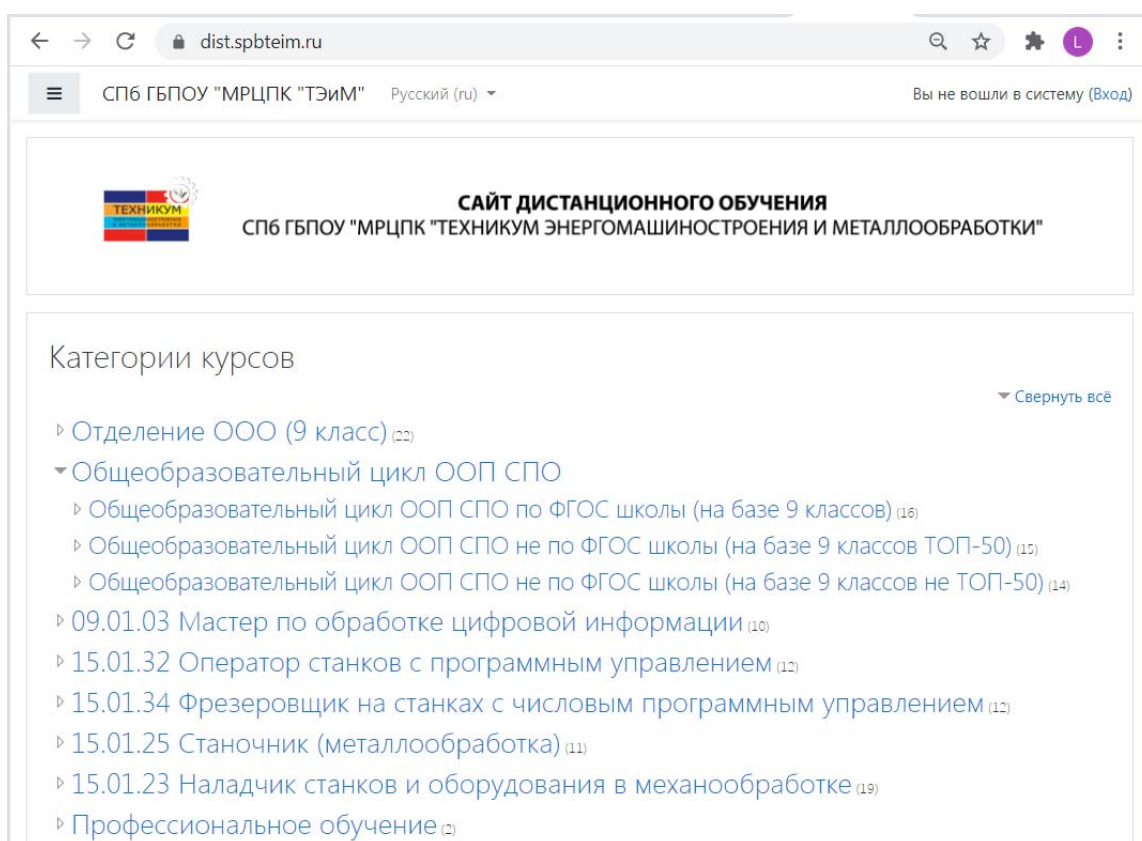 dist.spbteim.ru
L
СПб ГБПОУ "МРЦПК "ТЭиМ" Русский (ru) Вы не вошли в систему (Вход)
ТЕХНИКУМ
САЙТ ДИСТАНЦИОННОГО ОБУЧЕНИЯ
СПб ГБПОУ "МРЦПК "ТЕХНИКУМ ЭНЕРГОМАШИНОСТРОЕНИЯ И МЕТАЛЛООБРАБОТКИ"
Категории курсов
Свернуть всё
Отделение ООО (9 класс) (22)
Общеобразовательный цикл ООП СПО
Общеобразовательный цикл ООП СПО по ФГОС школы (на базе 9 классов) (16)
Общеобразовательный цикл ООП СПО не по ФГОС школы (на базе 9 классов ТОП-50) (15)
Общеобразовательный цикл ООП СПО не по ФГОС школы (на базе 9 классов не ТОП-50) (14)
09.01.03 Мастер по обработке цифровой информации (10)
15.01.32 Оператор станков с программным управлением (12)
15.01.34 Фрезеровщик на станках с числовым программным управлением (12)
15.01.25 Станочник (металлообработка) (11)
15.01.23 Наладчик станков и оборудования в механообработке (19)
Профессиональное обучение (2)